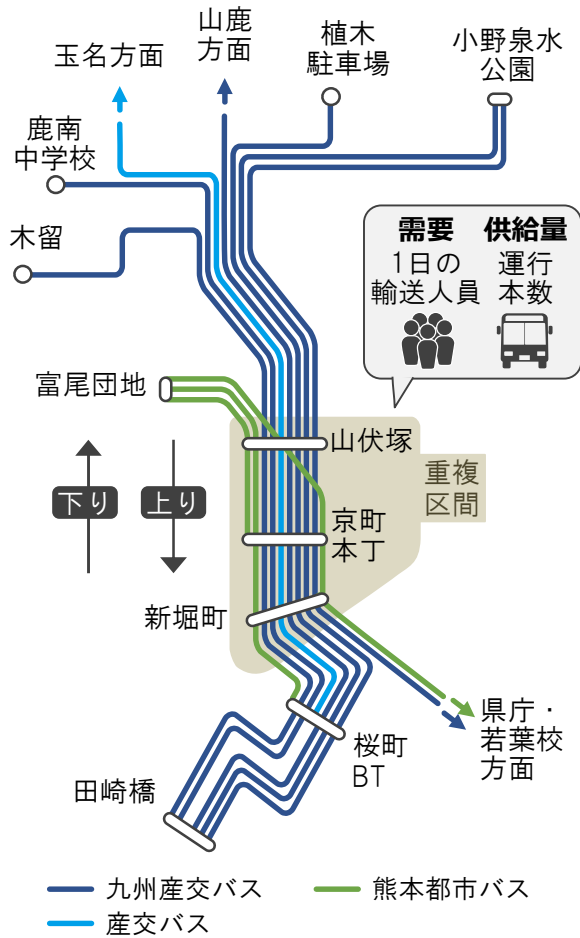 玉名方面
山鹿
方面
植木
駐車場
小野泉水
公園
鹿南
中学校
木留
需要 供給量
1日の
輸送人員
運行
本数
富尾団地
山伏塚
重複
区間
下り 上り
京町
本丁
新堀町
県庁・
若葉校
方面
桜町
BT
田崎橋
九州産交バス
熊本都市バス
産交バス